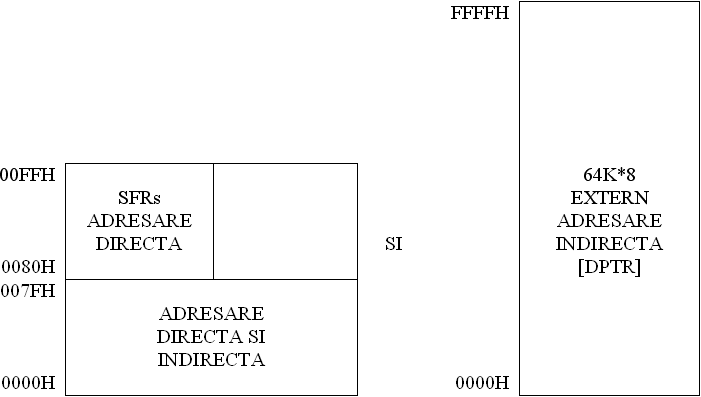 FFFFH
00FFH
SFRs
ADRESARE
DIRECTA
0080H
007FH
ADRESARE
DIRECTA SI
INDIRECTA
0000H
SI
64K*8
EXTERN
ADRESARE
INDIRECTA
[DPTR]
0000H